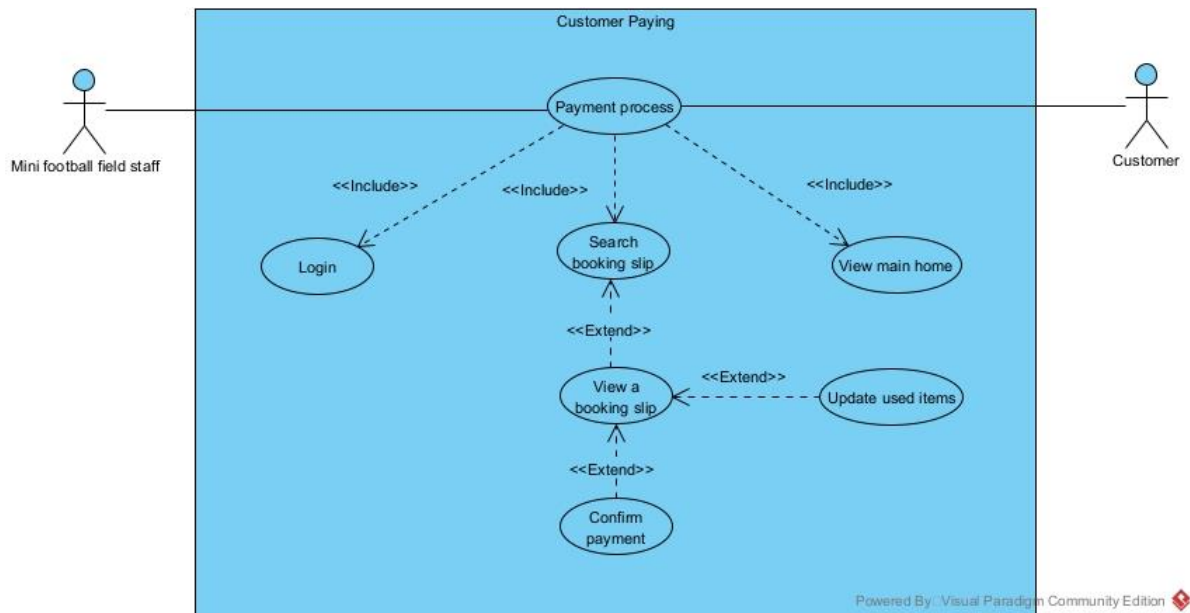 Customer Paying
Payment process
Mini football field staff
Customer
<<Include>>
<<Include>>
<<Include>>
Login
Search
booking slip
View main home
<<Extend>>
View a
booking slip
<<Extend>>
Update used items
<<Extend>>
Confirm
payment
Powered By Visual Paradigm Community Edition